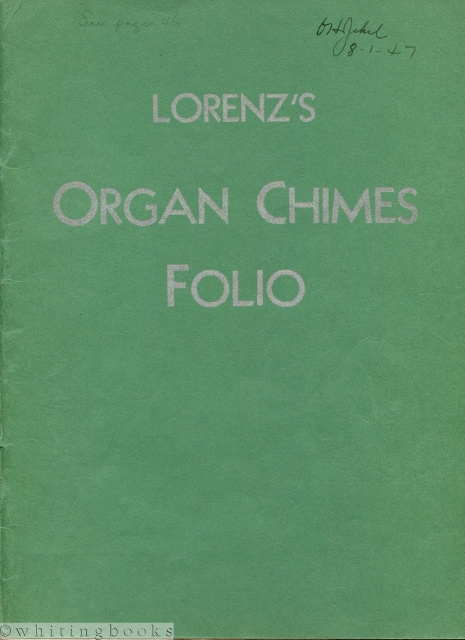 See page 46
8-1-47
LORENZ'S
ORGAN CHIMES
FOLIO
©whitingbooks